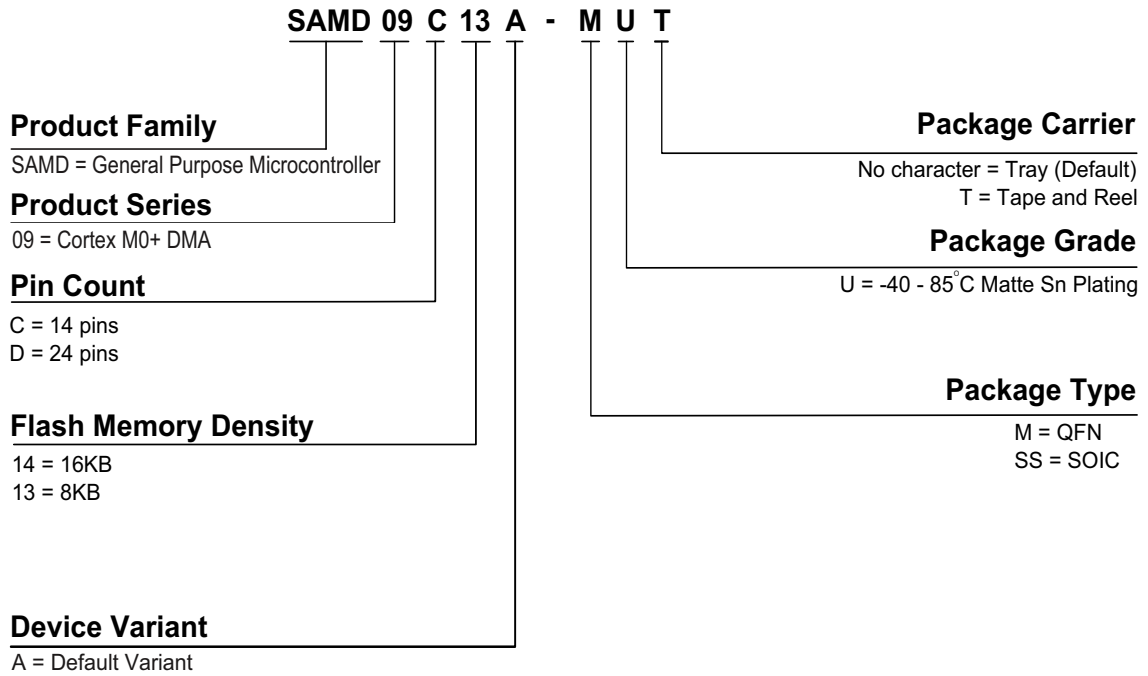 SAMD 09 C 13 A - M U T
Product Family
SAMD = General Purpose Microcontroller
Product Series
09 = Cortex M0+ DMA
Pin Count
C = 14 pins
D = 24 pins
Flash Memory Density
14 = 16KB
13 = 8KB
Device Variant
A = Default Variant
Package Carrier
No character = Tray (Default)
T = Tape and Reel
Package Grade
U = -40 - 85°C Matte Sn Plating
Package Type
M = QFN
SS = SOIC